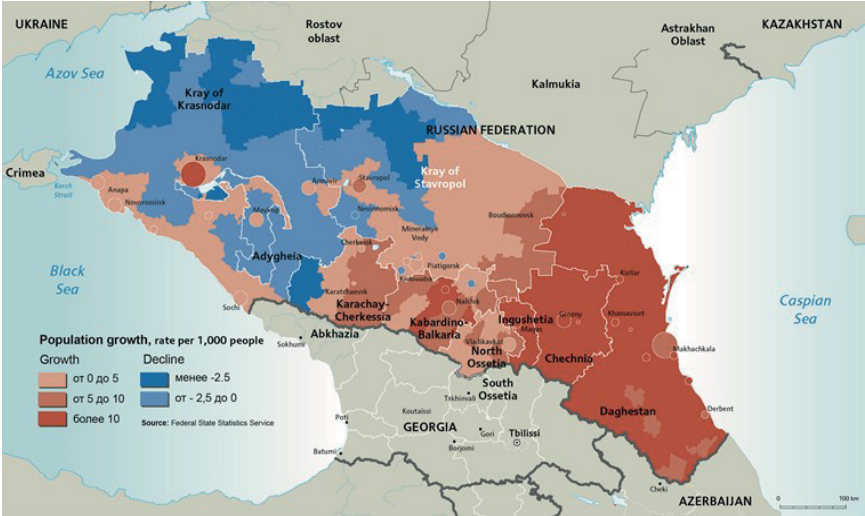 UKRAINE
Rostov
oblast
Astrakhan
Oblast
KAZAKHSTAN
Azov Sea
Kalmukia
Kray of
Krasnodar
RUSSIAN FEDERATION
Crimea
Kerch
Strait
Krasnodar
Kray of
Stavropol
Anapa
Novorossiisk
Armavir
Stavropol
Maykop
Nevinnomisk
Boudionnovsk
Mineralnye
Vody
Adygheia
Cherkeisk
Piatigorsk
Kislovodsk
Black
Sea
Karatchaevsk
Karachay-
Cherkessia
Kizliar
Sochi
Nalchik
Kabardino-
Balkaria
Ingushetia
Magas
Grozny
Khassaviurt
Caspian
Sea
Abkhazia
Sokhumi
Vladikavkaz
North
Ossetia
Chechnia
Makhachkala
South
Ossetia
Tskhinvali
Daghestan
Derbent
Population growth, rate per 1,000 people
Growth
Decline
от 0 до 5
менее -2.5
от 5 до 10
от - 2,5 до 0
более 10
Source: Federal State Statistics Service
Poti
Koutaïssi
GEORGIA
Gori
Tbilissi
Batumi
Borjomi
Cheki
AZERBAIJAN
0
100 km